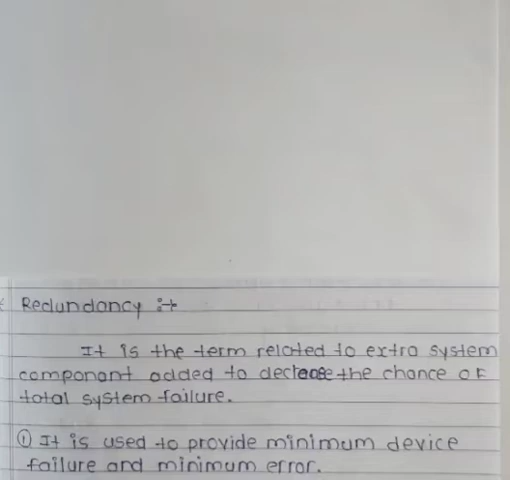 Redundancy :→
It is the term related to extra system
componant added to decrease the chance of
total system failure.
① It is used to provide minimum device
failure and minimum error.